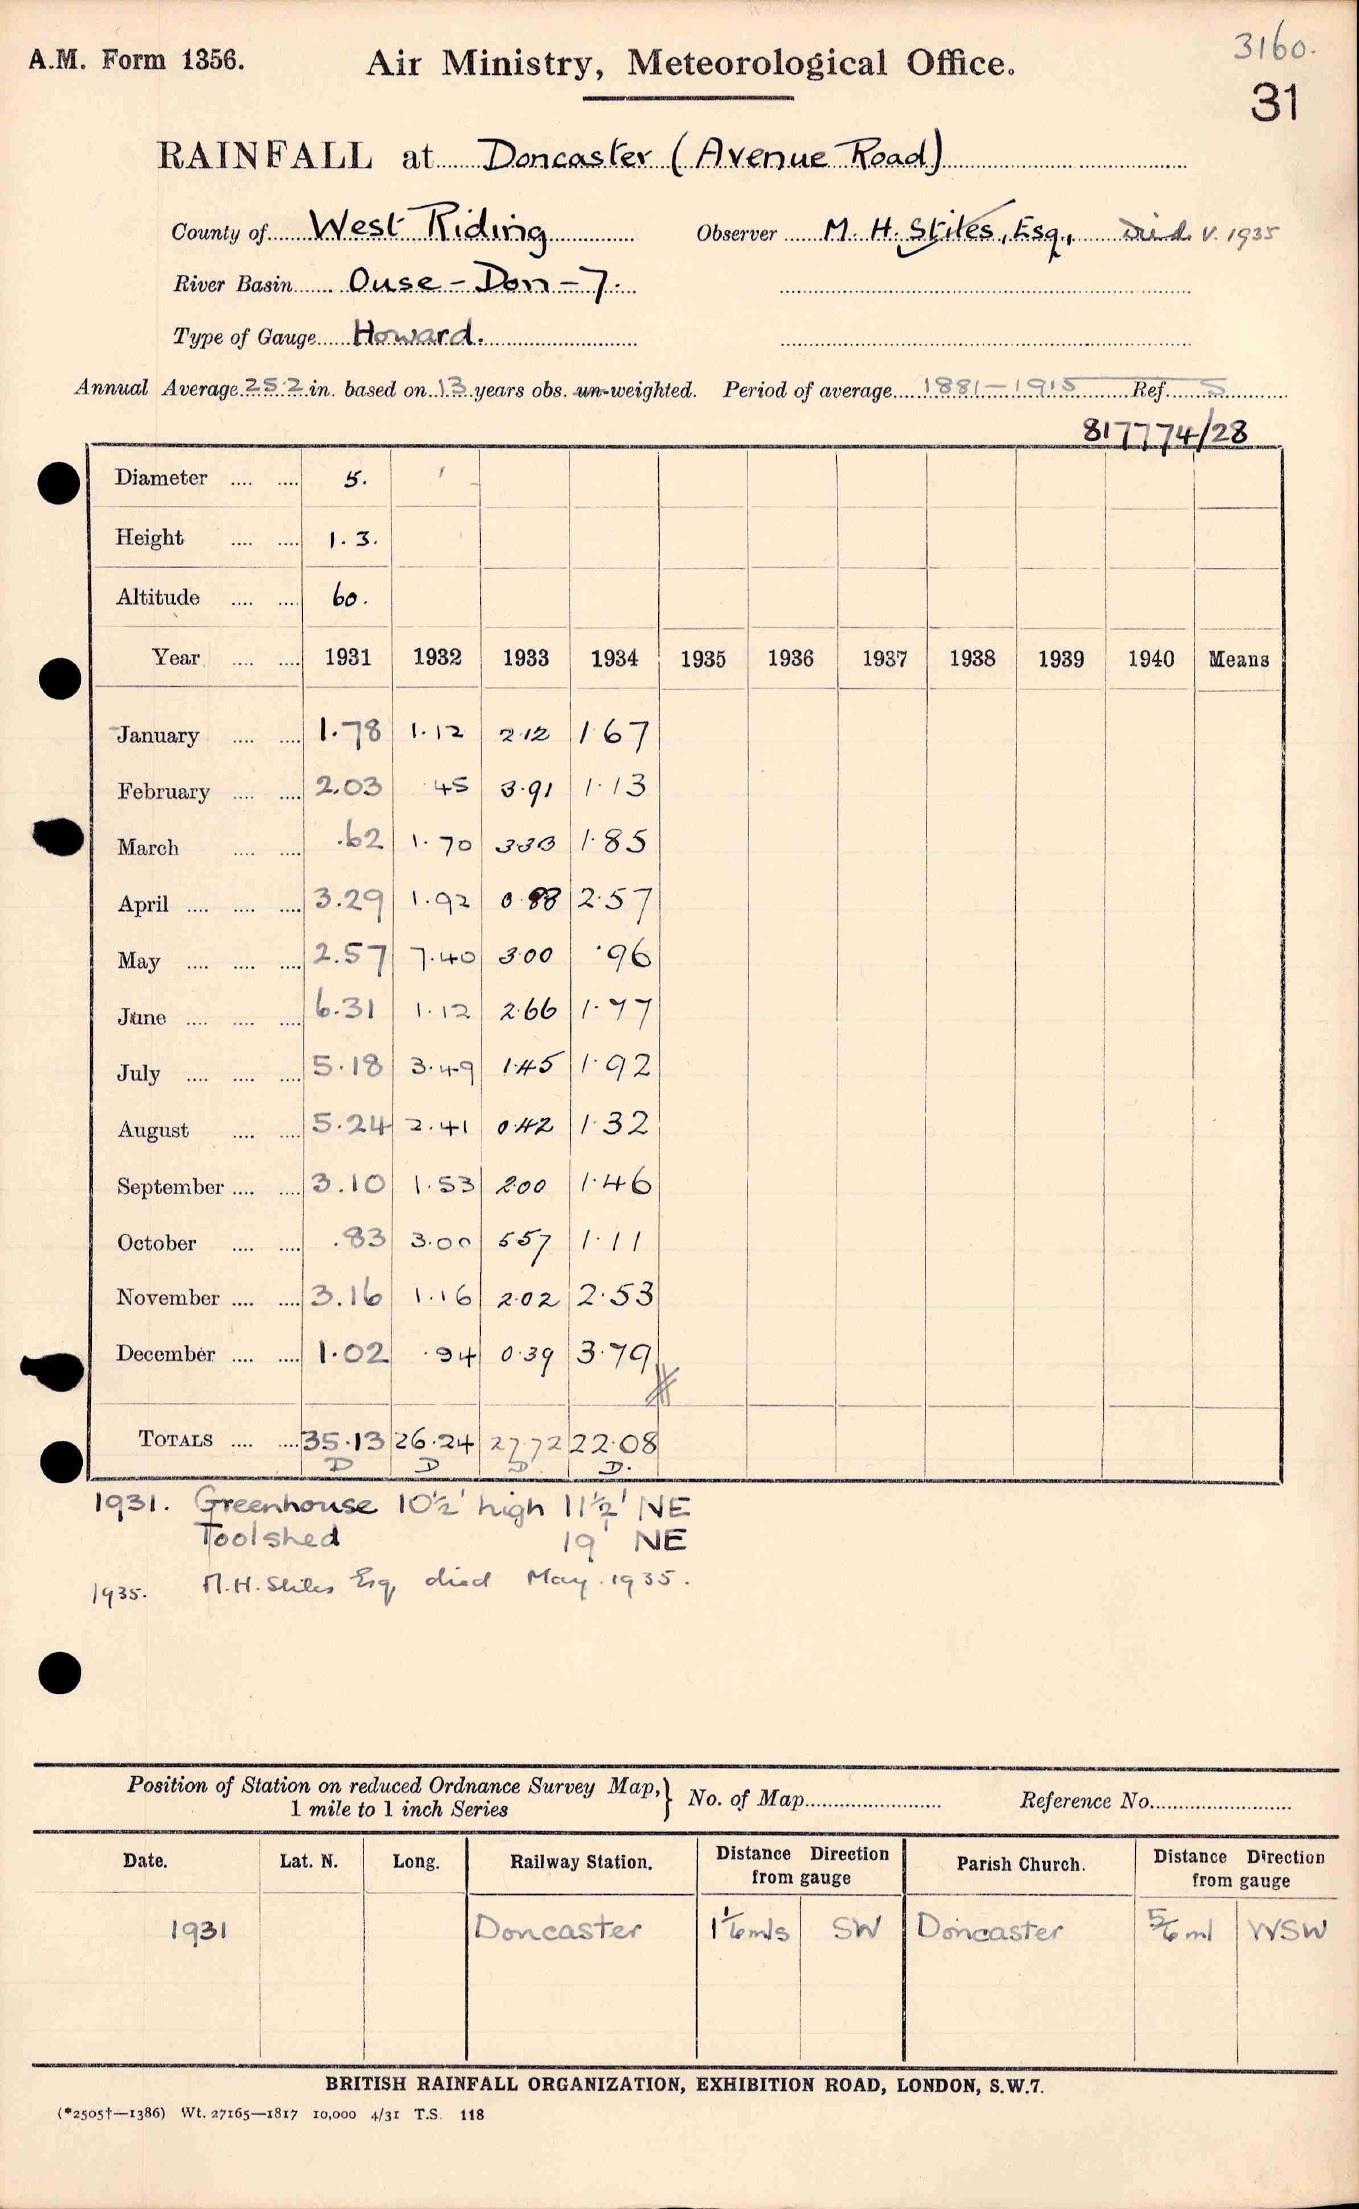 3160.
A.M. Form 1356. Air Ministry, Meteorological Office.
31
RAINFALL at Doncaster (Avenue Road)
County of West Riding Observer M. H. Stiles, Esq., Died V. 1935
River Basin Ouse – Don – 7.
Type of Gauge Howard.
Annual Average 25.2 in. based on 13 years obs. un-weighted. Period of average 1881–1915 Ref. S
817774/28
Diameter 5.
Height 1.3.
Altitude 60.
Year 1931 1932 1933 1934 1935 1936 1937 1938 1939 1940 Means
January 1.78 1.12 2.12 1.67
February 2.03 .45 3.91 1.13
March .62 1.70 3.30 1.85
April 3.29 1.92 0.88 2.57
May 2.57 7.40 3.00 .96
June 6.31 1.12 2.66 1.77
July 5.18 3.49 1.45 1.92
August 5.24 2.41 0.42 1.32
September 3.10 1.53 2.00 1.46
October .83 3.00 5.57 1.11
November 3.16 1.16 2.02 2.53
December 1.02 .94 0.39 3.79
TOTALS 35.13 26.24 27.72 22.08
D D D. D.
1931. Greenhouse 10½' high 11½' NE
Toolshed 19' NE
1935. M.H. Stiles Esq, died May. 1935.
Position of Station on reduced Ordnance Survey Map, } No. of Map Reference No.
1 mile to 1 inch Series
Date. Lat. N. Long. Railway Station. Distance Direction from gauge Parish Church. Distance Direction from gauge
1931 Doncaster 1 1/6 mls SW Doncaster 5/6 ml WSW
BRITISH RAINFALL ORGANIZATION, EXHIBITION ROAD, LONDON, S.W.7.
(*2505†—1386) Wt. 27165—1817 10,000 4/31 T.S. 118